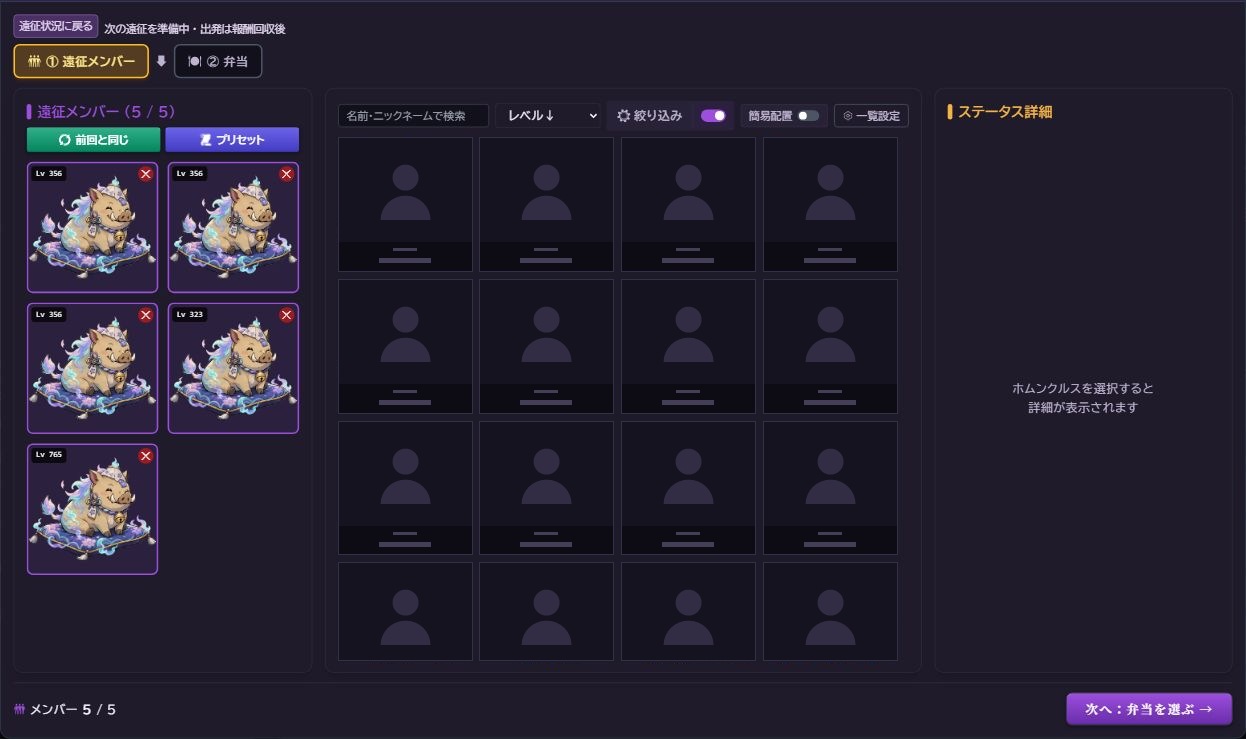 遠征状況に戻る 次の遠征を準備中・出発は報酬回収後
① 遠征メンバー ② 弁当
遠征メンバー（5 / 5）
前回と同じ プリセット
Lv 356
Lv 356
Lv 356
Lv 323
Lv 765
名前・ニックネームで検索 レベル↓ 絞り込み 簡易配置 一覧設定
ステータス詳細
ホムンクルスを選択すると
詳細が表示されます
メンバー 5 / 5
次へ：弁当を選ぶ →